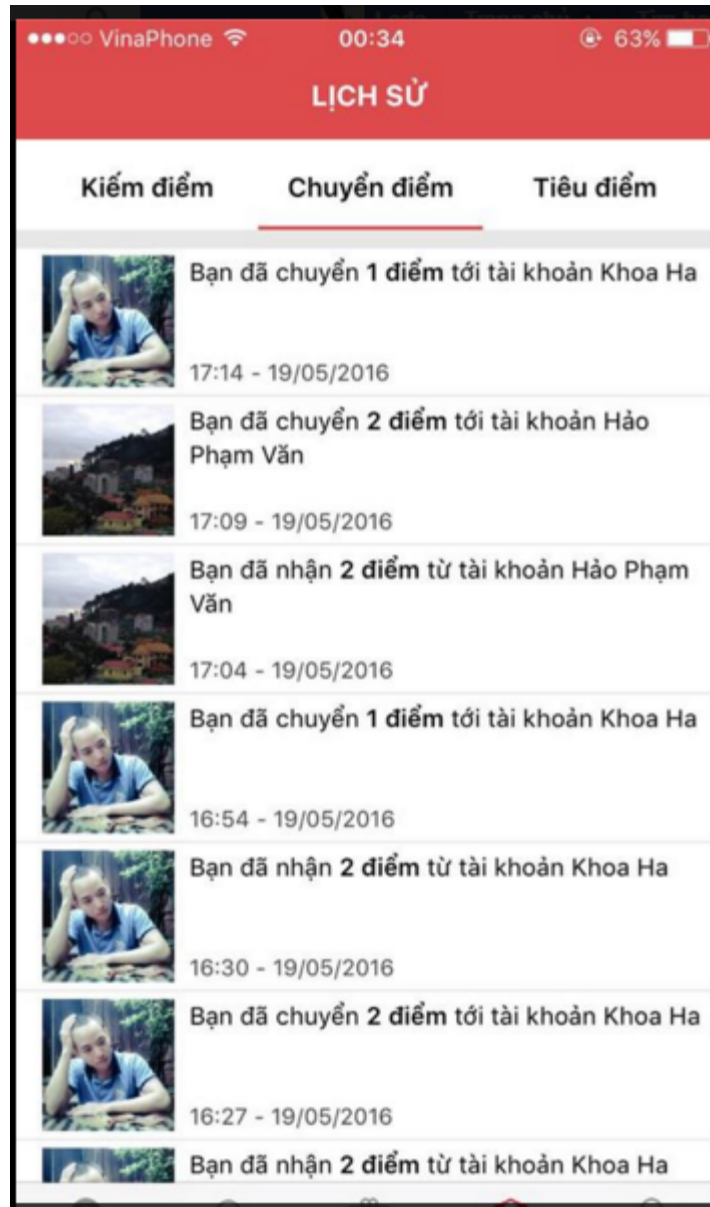 VinaPhone 00:34 63%
LỊCH SỬ
Kiếm điểm Chuyển điểm Tiêu điểm
Bạn đã chuyển 1 điểm tới tài khoản Khoa Ha
17:14 - 19/05/2016
Bạn đã chuyển 2 điểm tới tài khoản Hảo
Phạm Văn
17:09 - 19/05/2016
Bạn đã nhận 2 điểm từ tài khoản Hảo Phạm
Văn
17:04 - 19/05/2016
Bạn đã chuyển 1 điểm tới tài khoản Khoa Ha
16:54 - 19/05/2016
Bạn đã nhận 2 điểm từ tài khoản Khoa Ha
16:30 - 19/05/2016
Bạn đã chuyển 2 điểm tới tài khoản Khoa Ha
16:27 - 19/05/2016
Bạn đã nhận 2 điểm từ tài khoản Khoa Ha